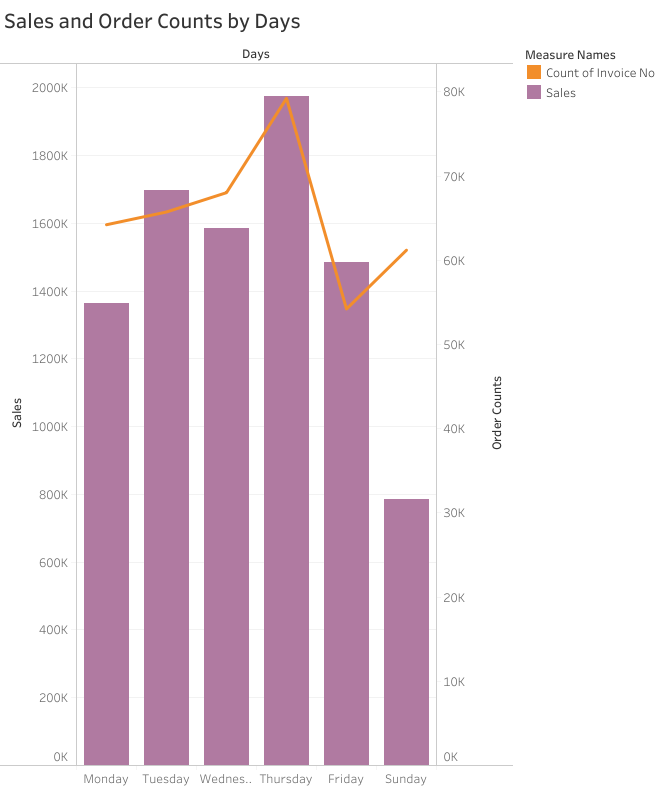 Sales and Order Counts by Days
Days
Measure Names
Count of Invoice No
Sales
Sales
2000K
1800K
1600K
1400K
1200K
1000K
800K
600K
400K
200K
0K
80K
70K
60K
50K
40K
30K
20K
10K
0K
Order Counts
Monday Tuesday Wednes.. Thursday Friday Sunday